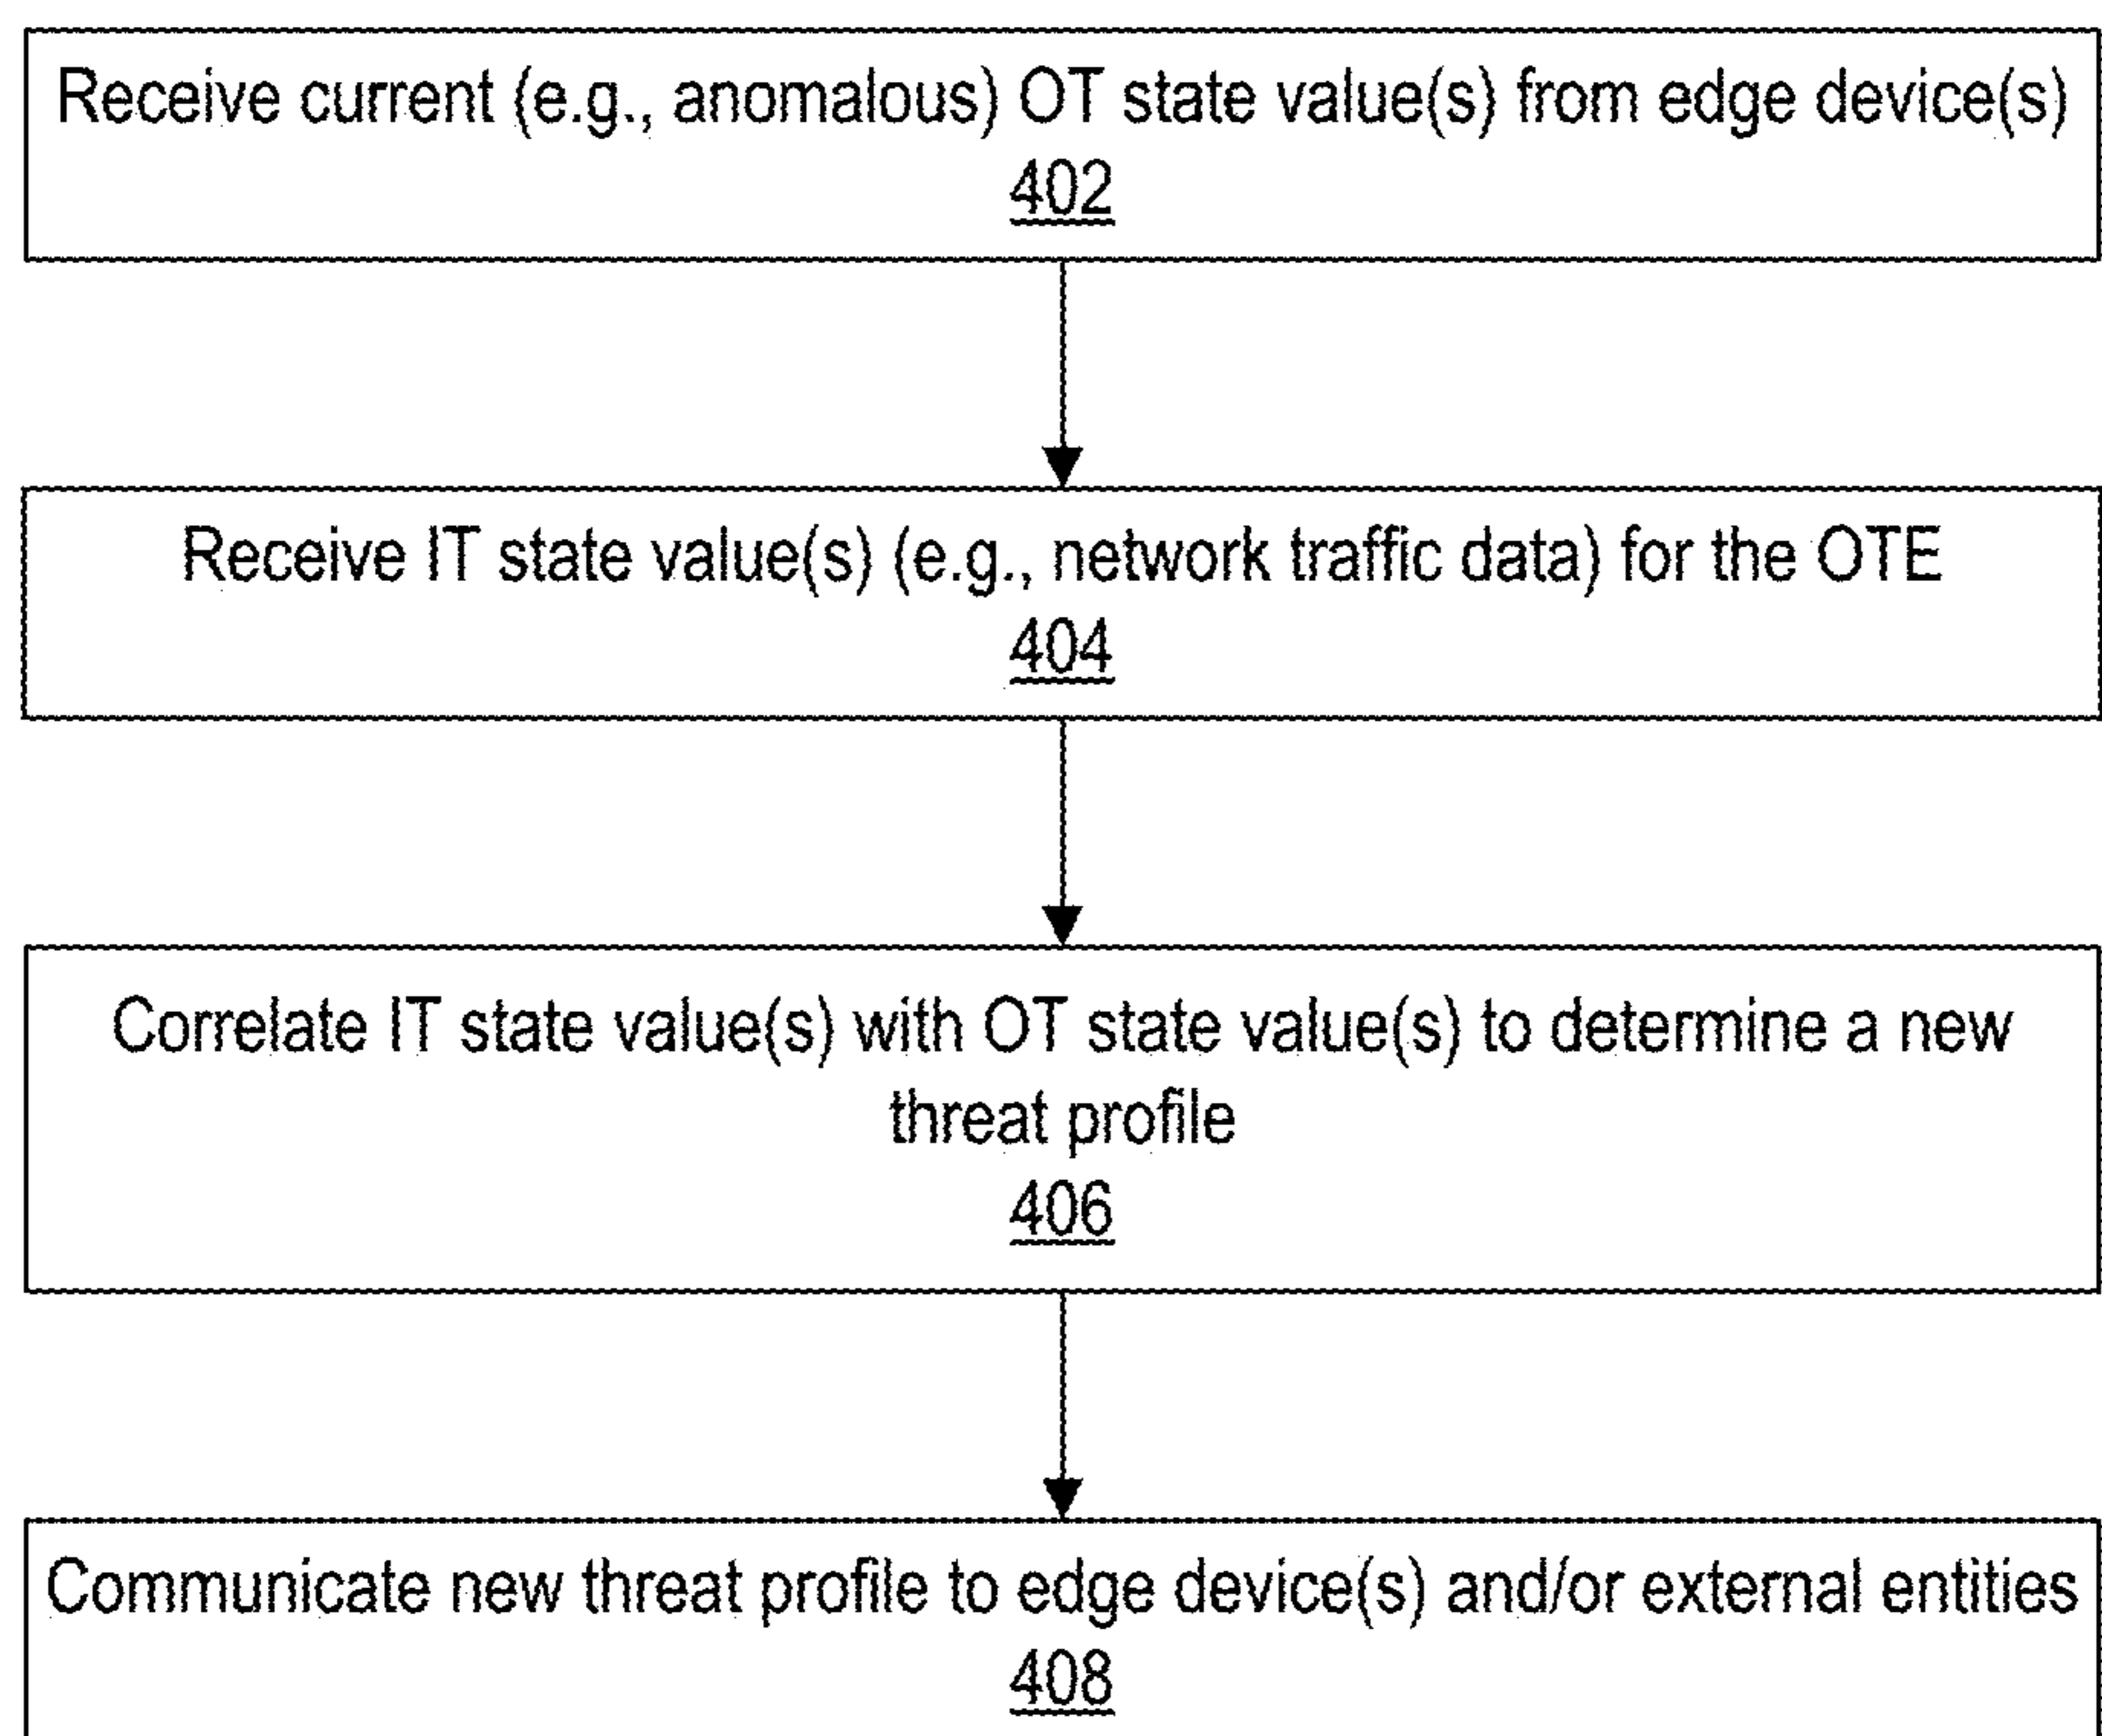 Receive current (e.g., anomalous) OT state value(s) from edge device(s)
402
Receive IT state value(s) (e.g., network traffic data) for the OTE
404
Correlate IT state value(s) with OT state value(s) to determine a new
threat profile
406
Communicate new threat profile to edge device(s) and/or external entities
408